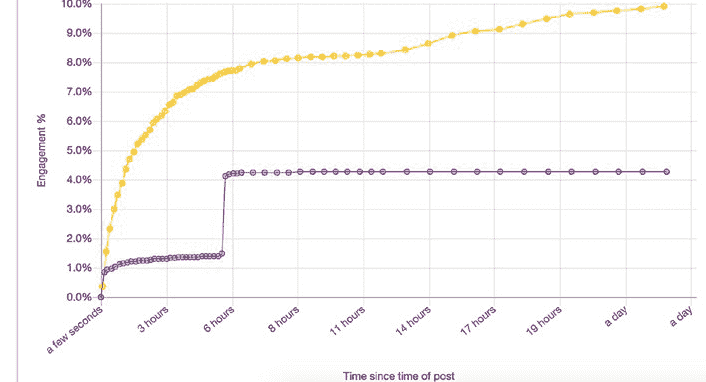 10.0%
9.0%
8.0%
7.0%
6.0%
5.0%
4.0%
3.0%
2.0%
1.0%
0.0%
Engagement %
a few seconds
3 hours
6 hours
8 hours
11 hours
14 hours
17 hours
19 hours
a day
a day
Time since time of post